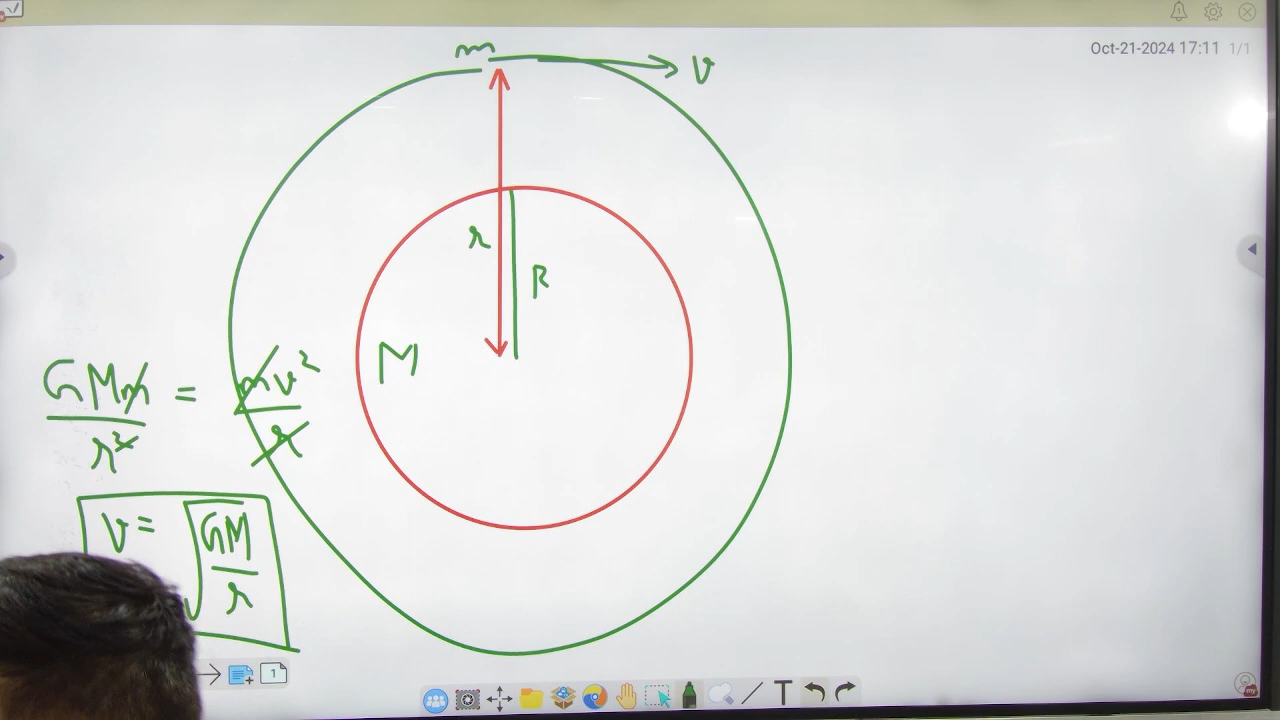 Oct-21-2024 17:11 1/1
m
v
r
R
M
GMm/r² = mv²/r
v = √GM/r
1
T